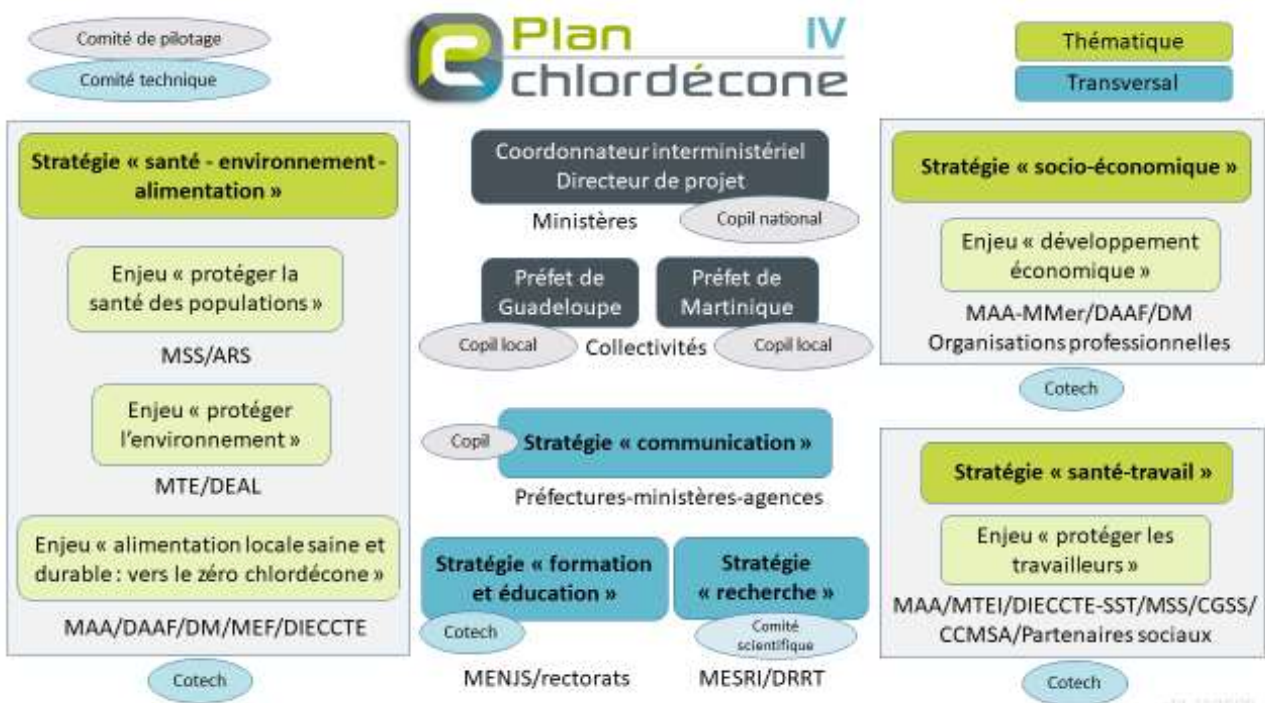 Comité de pilotage
Comité technique
Plan IV
chlordécone
Thématique
Transversal
Stratégie « santé - environnement -
alimentation »
Enjeu « protéger la
santé des populations »
MSS/ARS
Enjeu « protéger
l'environnement »
MTE/DEAL
Enjeu « alimentation locale saine et
durable : vers le zéro chlordécone »
MAA/DAAF/DM/MEF/DIECCTE
Cotech
Coordonnateur interministériel
Directeur de projet
Ministères
Copil national
Préfet de
Guadeloupe
Préfet de
Martinique
Copil local
Collectivités
Copil local
Copil
Stratégie « communication »
Préfectures-ministères-agences
Stratégie « formation
et éducation »
Cotech
MENJS/rectorats
Stratégie
« recherche »
Comité
scientifique
MESRI/DRRT
Stratégie « socio-économique »
Enjeu « développement
économique »
MAA-MMer/DAAF/DM
Organisations professionnelles
Cotech
Stratégie « santé-travail »
Enjeu « protéger les
travailleurs »
MAA/MTEI/DIECCTE-SST/MSS/CGSS/
CCMSA/Partenaires sociaux
Cotech